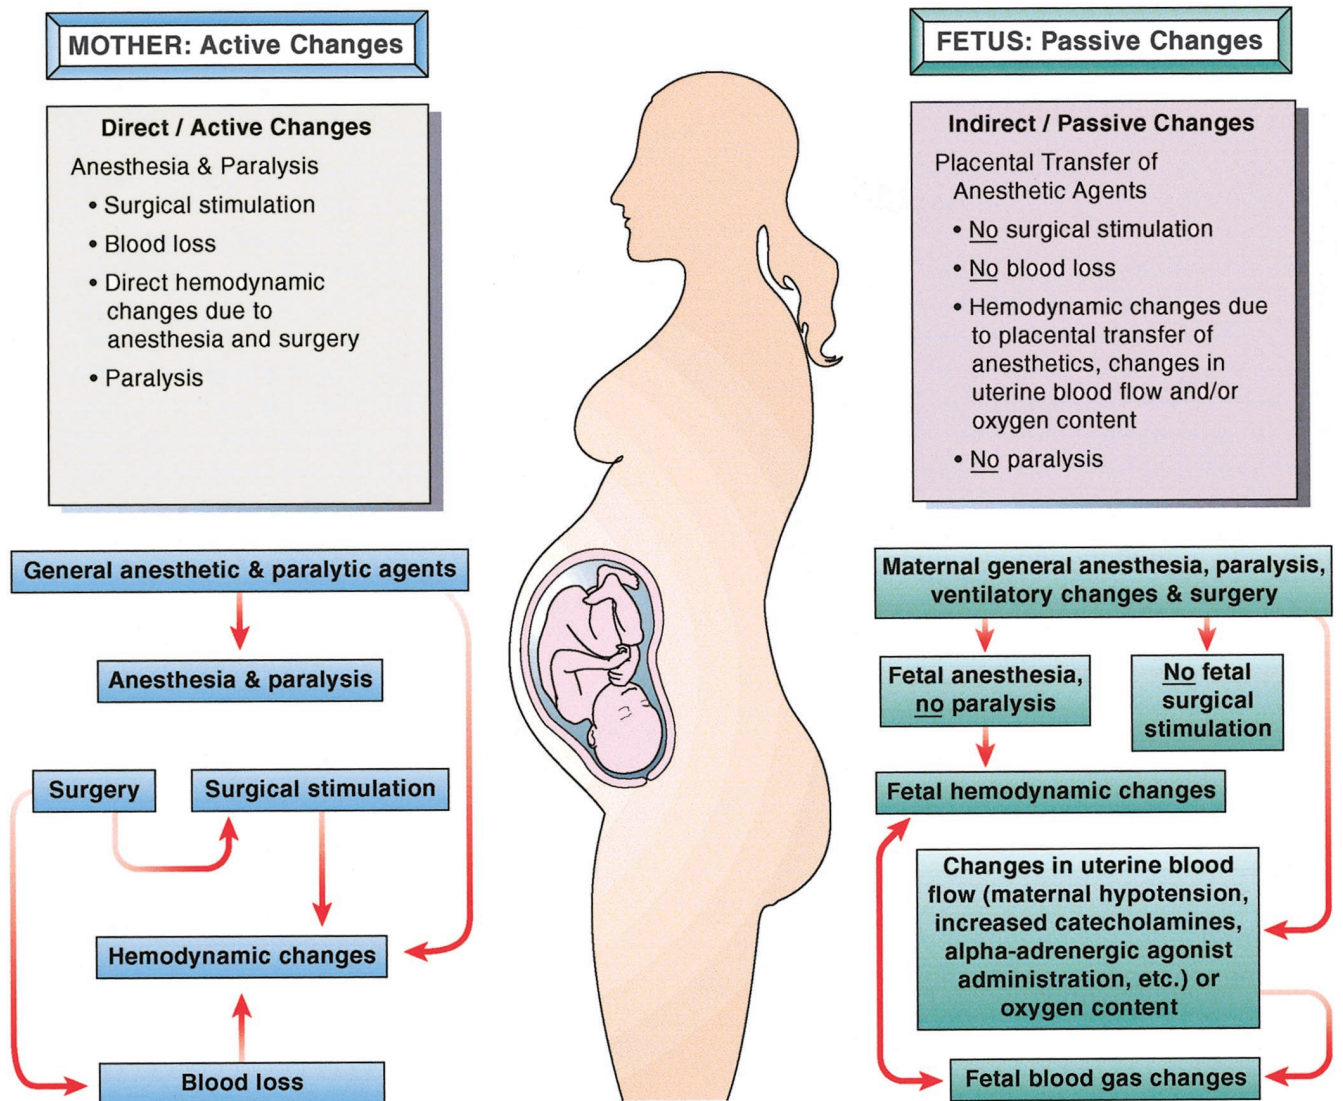 MOTHER: Active Changes
Direct / Active Changes
Anesthesia & Paralysis
• Surgical stimulation
• Blood loss
• Direct hemodynamic
changes due to
anesthesia and surgery
• Paralysis
General anesthetic & paralytic agents
Anesthesia & paralysis
Surgery
Surgical stimulation
Hemodynamic changes
Blood loss
FETUS: Passive Changes
Indirect / Passive Changes
Placental Transfer of
Anesthetic Agents
• No surgical stimulation
• No blood loss
• Hemodynamic changes due
to placental transfer of
anesthetics, changes in
uterine blood flow and/or
oxygen content
• No paralysis
Maternal general anesthesia, paralysis,
ventilatory changes & surgery
Fetal anesthesia,
no paralysis
No fetal
surgical
stimulation
Fetal hemodynamic changes
Changes in uterine blood
flow (maternal hypotension,
increased catecholamines,
alpha-adrenergic agonist
administration, etc.) or
oxygen content
Fetal blood gas changes